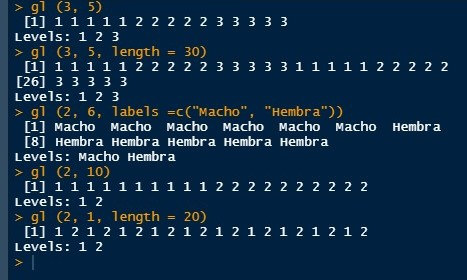 > gl (3, 5)
[1] 1 1 1 1 1 2 2 2 2 2 3 3 3 3 3
Levels: 1 2 3
> gl (3, 5, length = 30)
[1] 1 1 1 1 1 2 2 2 2 2 3 3 3 3 3 1 1 1 1 1 2 2 2 2 2
[26] 3 3 3 3 3
Levels: 1 2 3
> gl (2, 6, labels =c("Macho", "Hembra"))
[1] Macho Macho Macho Macho Macho Macho Hembra
[8] Hembra Hembra Hembra Hembra Hembra
Levels: Macho Hembra
> gl (2, 10)
[1] 1 1 1 1 1 1 1 1 1 1 2 2 2 2 2 2 2 2 2 2
Levels: 1 2
> gl (2, 1, length = 20)
[1] 1 2 1 2 1 2 1 2 1 2 1 2 1 2 1 2 1 2 1 2
Levels: 1 2
>